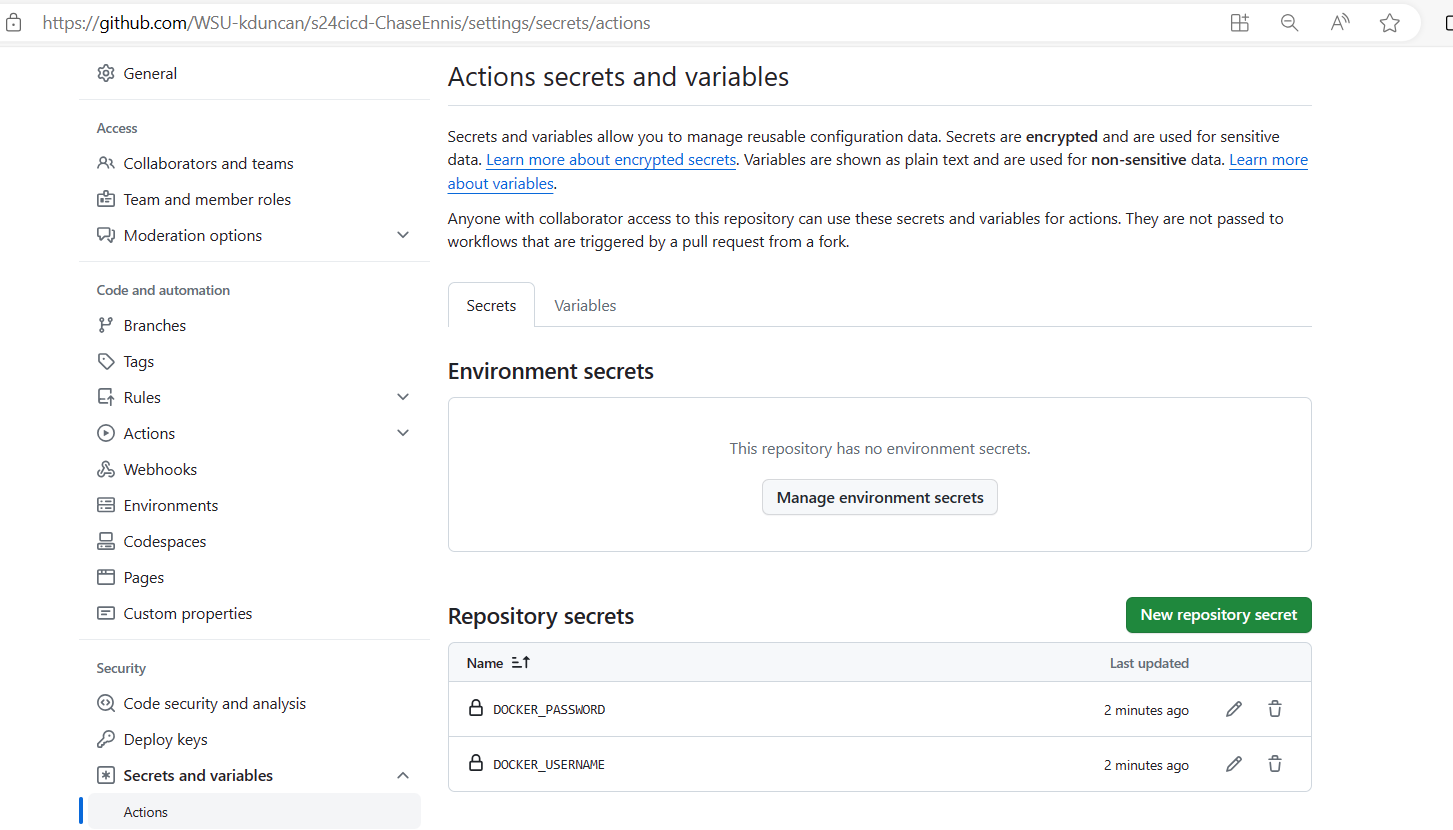 https://github.com/WSU-kduncan/s24cicd-ChaseEnnis/settings/secrets/actions
General
Access
Collaborators and teams
Team and member roles
Moderation options
Code and automation
Branches
Tags
Rules
Actions
Webhooks
Environments
Codespaces
Pages
Custom properties
Security
Code security and analysis
Deploy keys
Secrets and variables
Actions
Actions secrets and variables
Secrets and variables allow you to manage reusable configuration data. Secrets are encrypted and are used for sensitive
data. Learn more about encrypted secrets. Variables are shown as plain text and are used for non-sensitive data. Learn more
about variables.
Anyone with collaborator access to this repository can use these secrets and variables for actions. They are not passed to
workflows that are triggered by a pull request from a fork.
Secrets Variables
Environment secrets
This repository has no environment secrets.
Manage environment secrets
Repository secrets
New repository secret
Name Last updated
DOCKER_PASSWORD 2 minutes ago
DOCKER_USERNAME 2 minutes ago